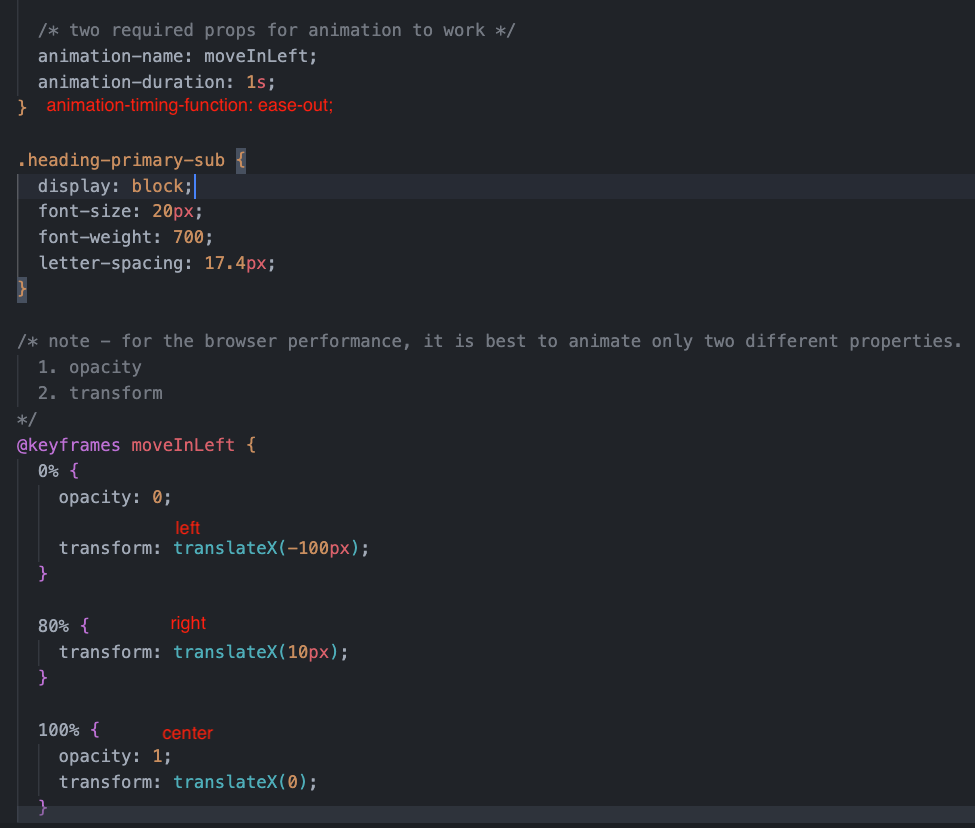 /* two required props for animation to work */
animation-name: moveInLeft;
animation-duration: 1s;
} animation-timing-function: ease-out;
.heading-primary-sub {
display: block;
font-size: 20px;
font-weight: 700;
letter-spacing: 17.4px;
}
/* note - for the browser performance, it is best to animate only two different properties.
1. opacity
2. transform
*/
@keyframes moveInLeft {
0% {
opacity: 0;
left
transform: translateX(-100px);
}
right
80% {
transform: translateX(10px);
}
100% {
center
opacity: 1;
transform: translateX(0);
}